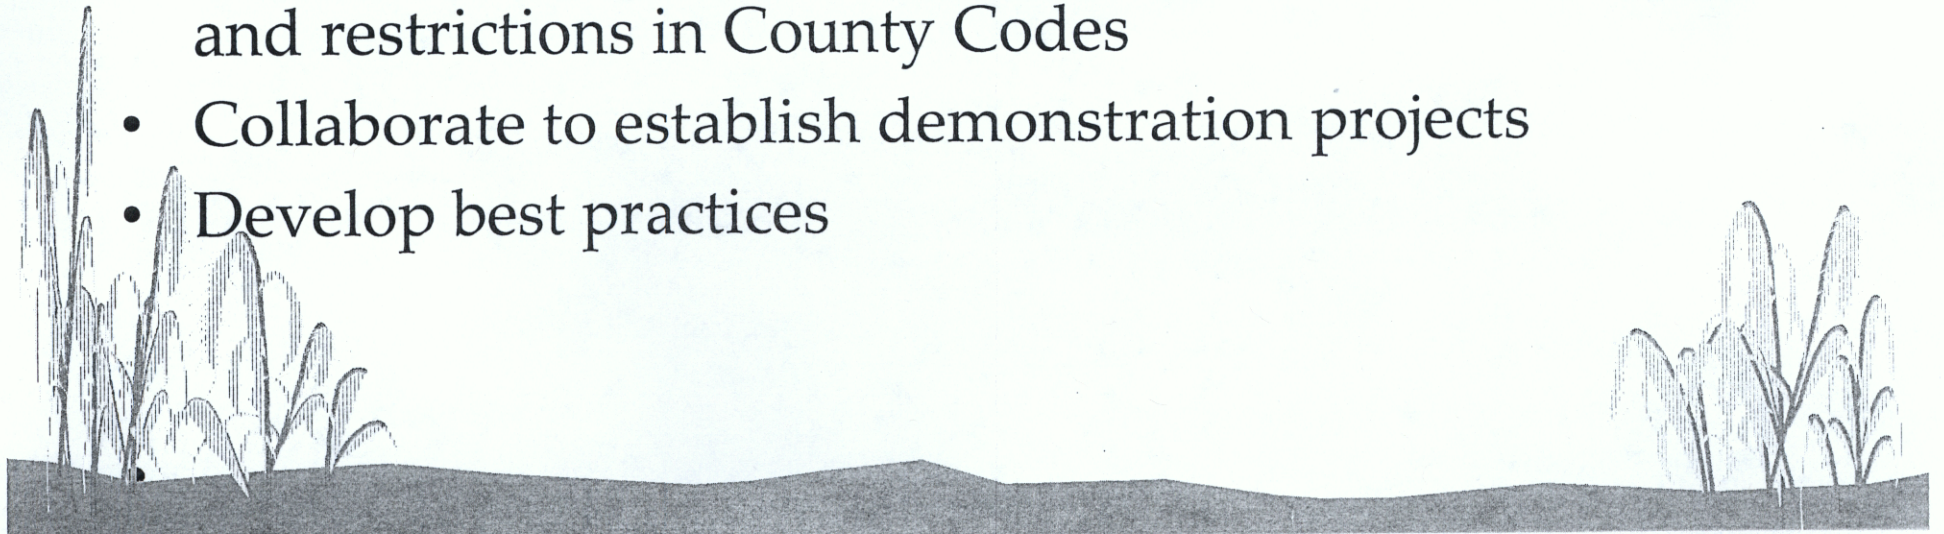 and restrictions in County Codes
• Collaborate to establish demonstration projects
• Develop best practices